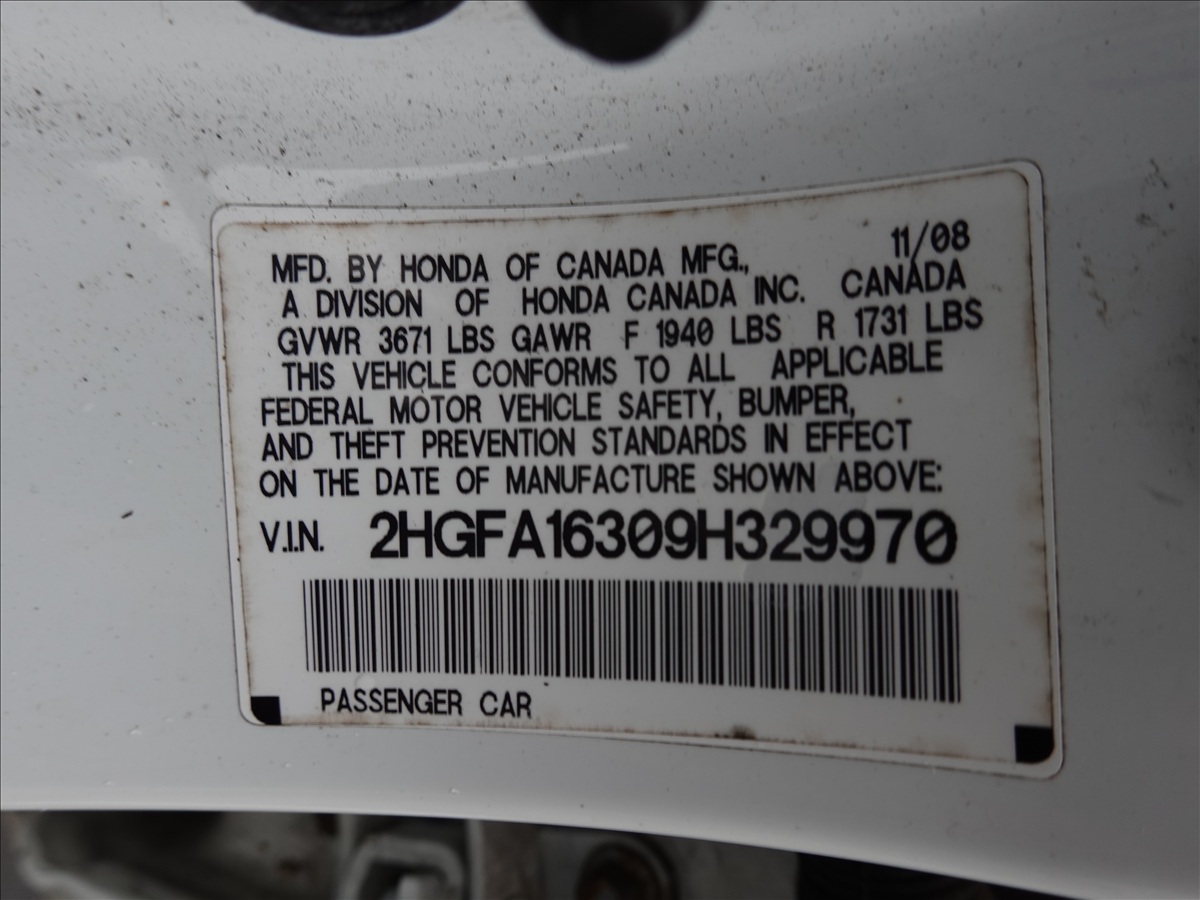 11/08
MFD. BY HONDA OF CANADA MFG.,
A DIVISION OF HONDA CANADA INC. CANADA
GVWR 3671 LBS GAWR F 1940 LBS R 1731 LBS
THIS VEHICLE CONFORMS TO ALL APPLICABLE
FEDERAL MOTOR VEHICLE SAFETY, BUMPER,
AND THEFT PREVENTION STANDARDS IN EFFECT
ON THE DATE OF MANUFACTURE SHOWN ABOVE:
V.I.N. 2HGFA16309H329970
PASSENGER CAR